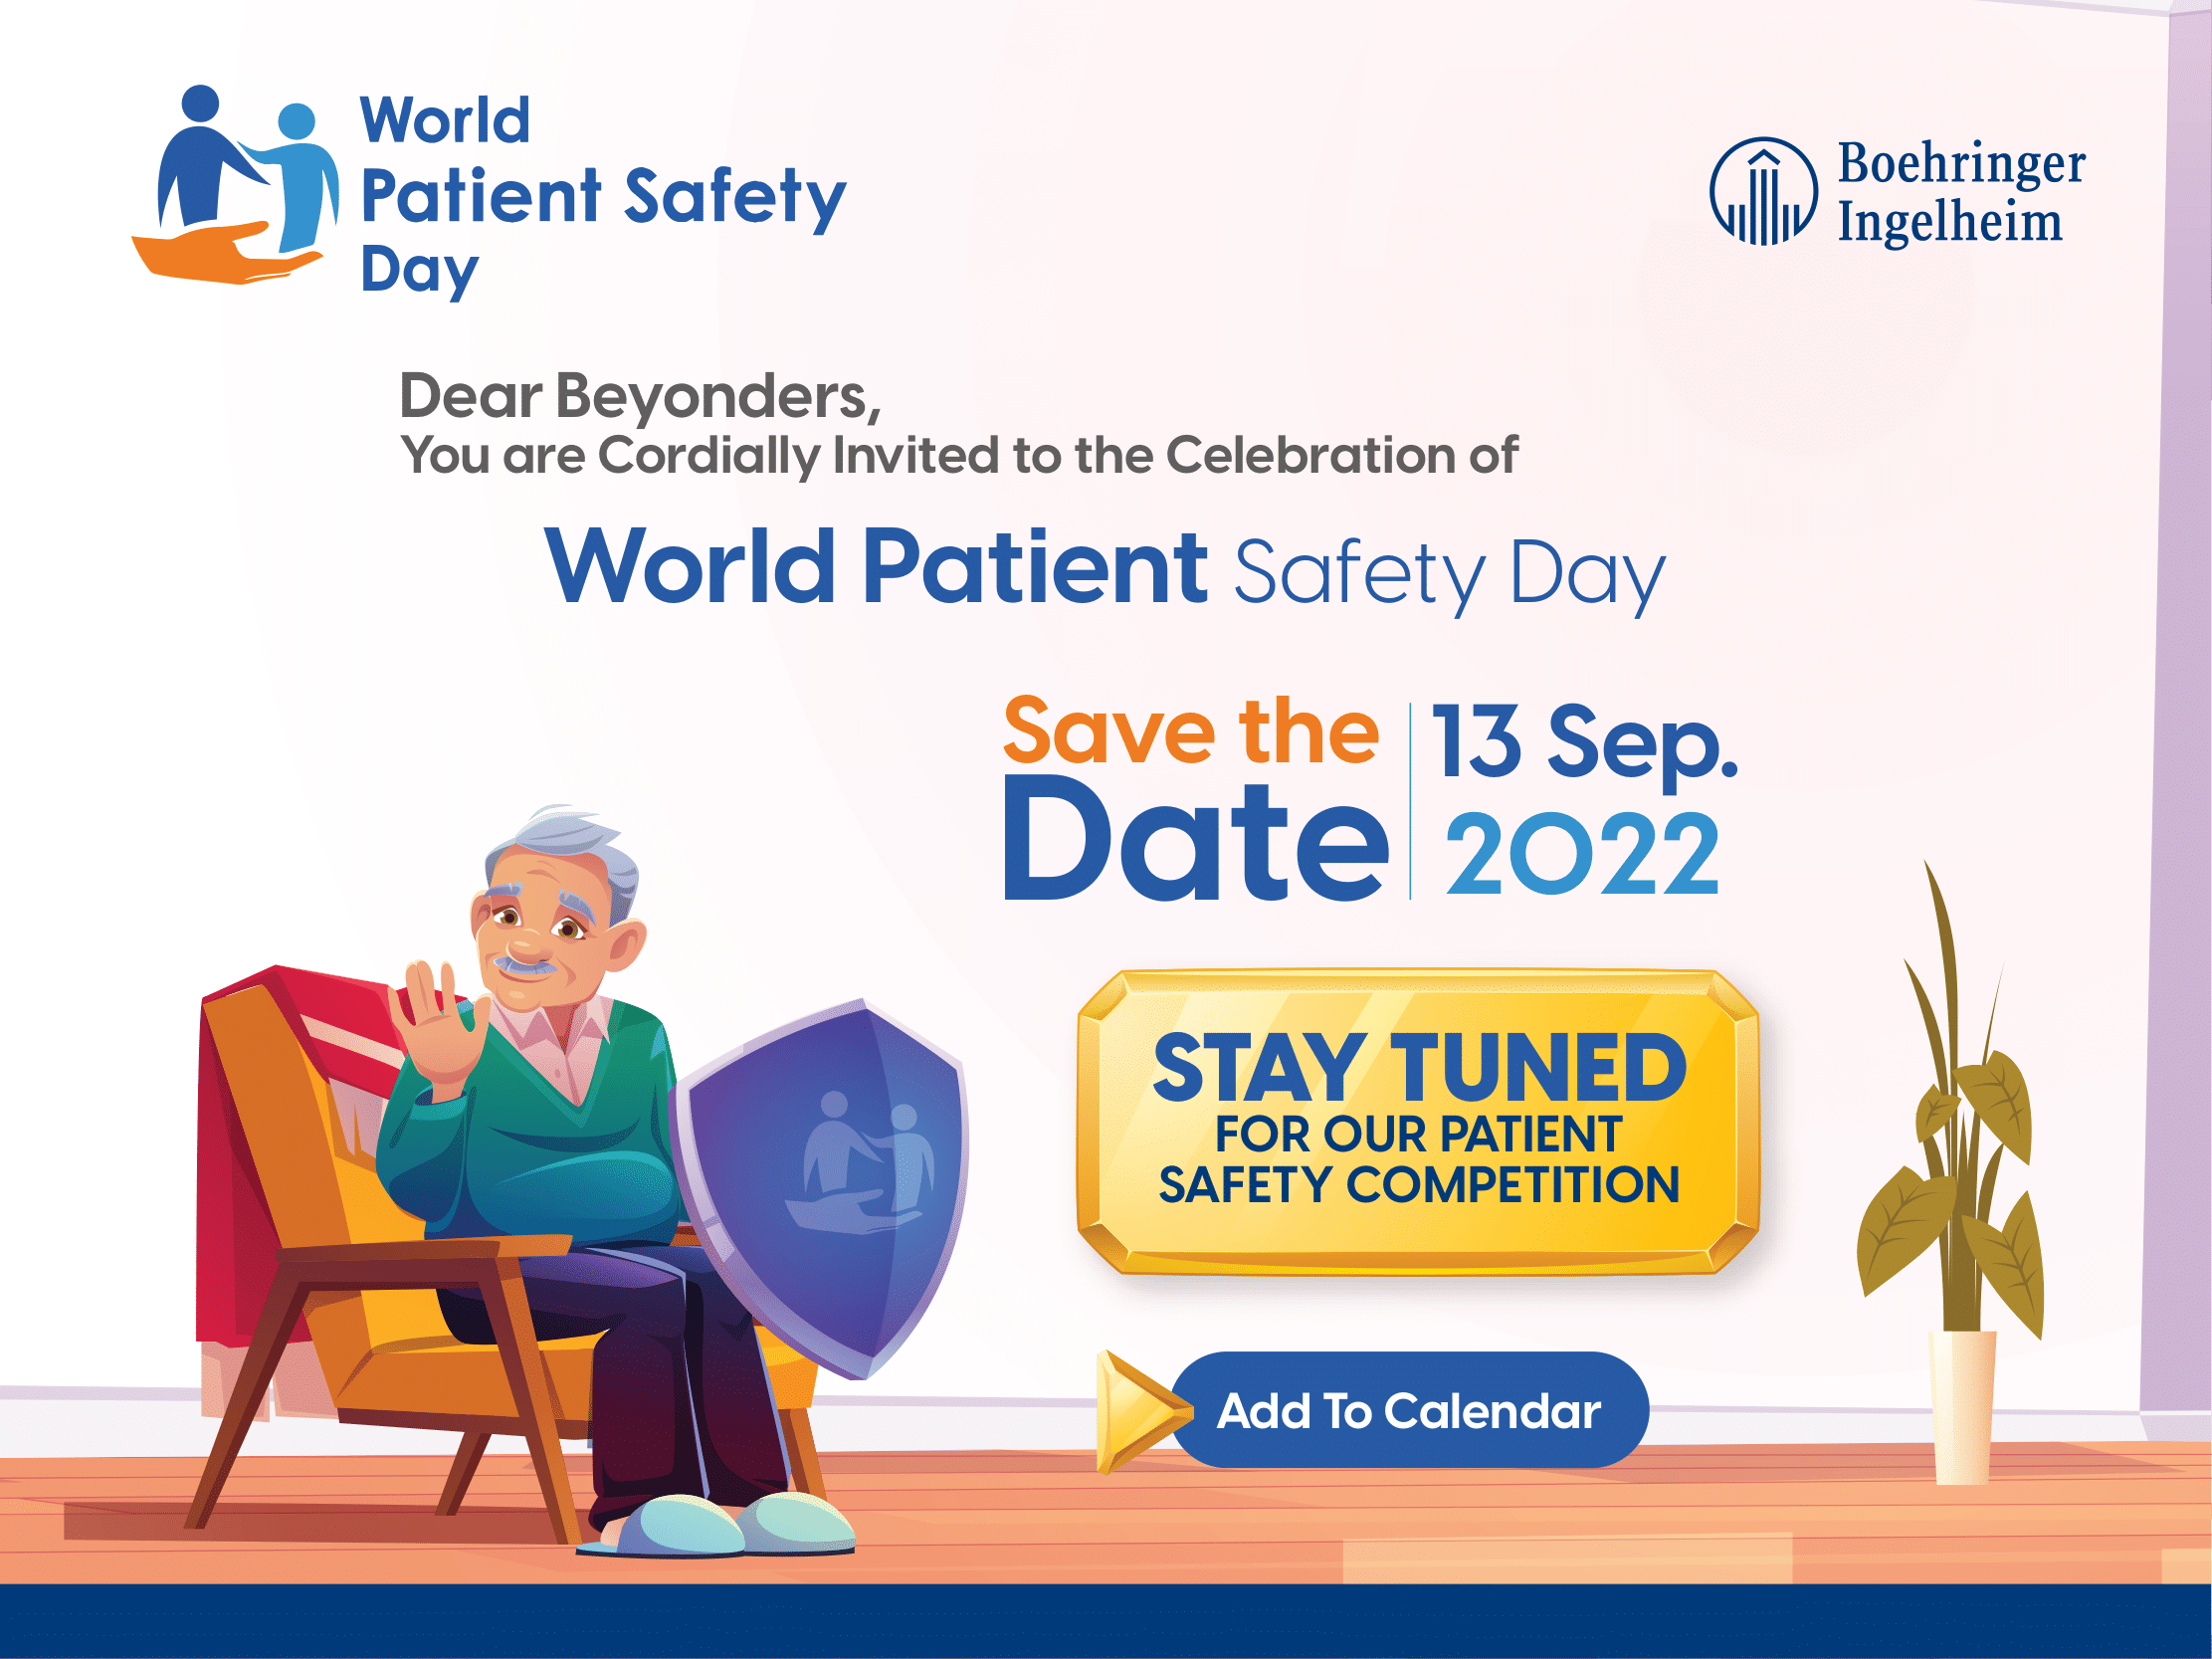 World
Patient Safety
Day
Boehringer
Ingelheim
Dear Beyonders,
You are Cordially Invited to the Celebration of
World Patient Safety Day
Save the
Date
13 Sep.
2022
STAY TUNED
FOR OUR PATIENT
SAFETY COMPETITION
Add To Calendar